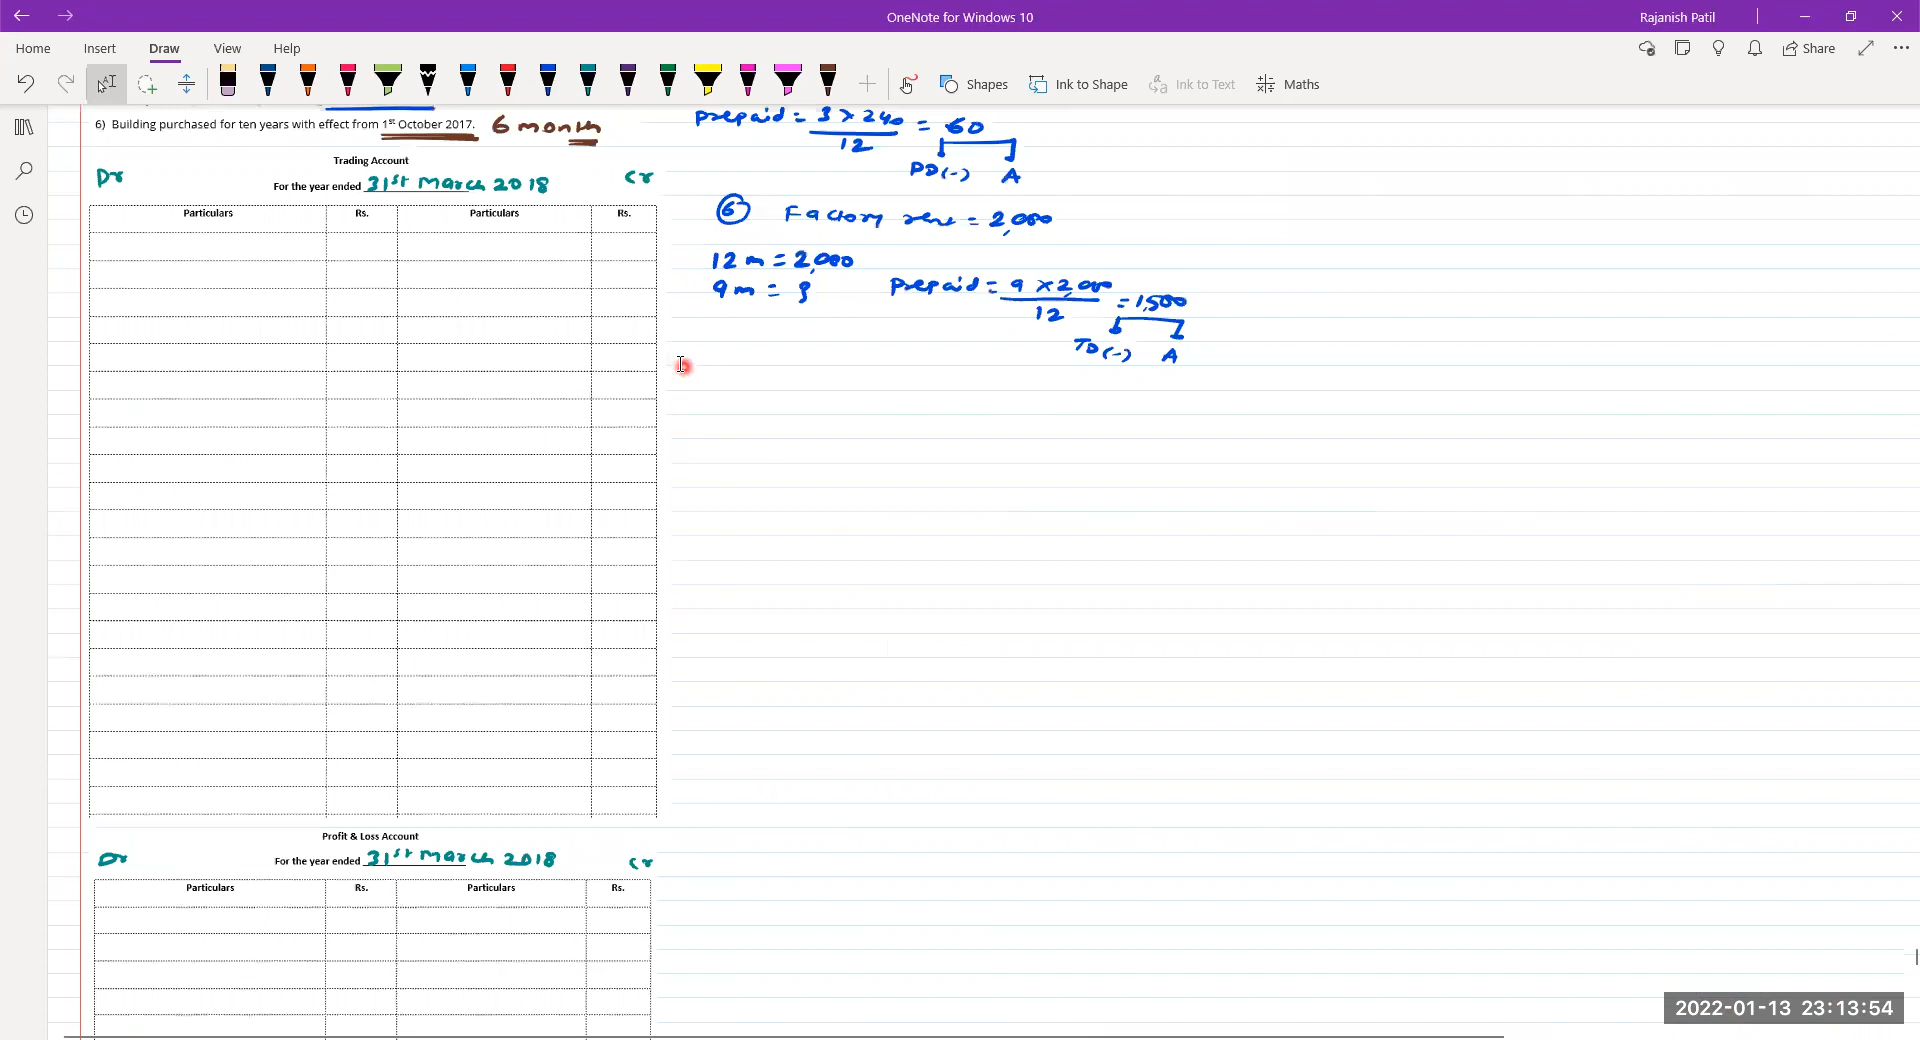 OneNote for Windows 10
Rajanish Patil
Home Insert Draw View Help
Share
Shapes Ink to Shape Ink to Text Maths
6) Building purchased for ten years with effect from 1st October 2017. 6 month
Trading Account
Dr For the year ended 31st March 2018 Cr
Particulars Rs. Particulars Rs.
Profit & Loss Account
Dr For the year ended 31st March 2018 Cr
Particulars Rs. Particulars Rs.
prepaid = 3 x 240 = 60
12
PD (-) A
6 Factory rent = 2,000
12 m = 2,000
9 m = ? prepaid = 9 x 2,000 = 1,500
12
TD (-) A
2022-01-13 23:13:54